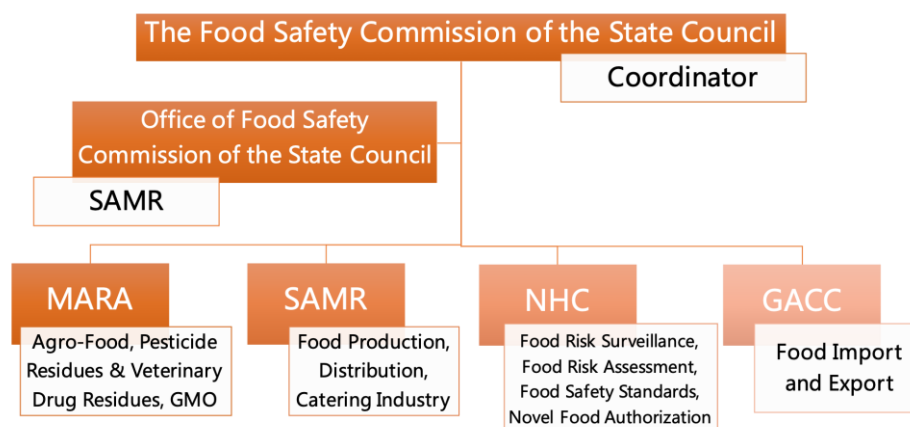 The Food Safety Commission of the State Council
Coordinator
Office of Food Safety
Commission of the State Council
SAMR
MARA
Agro-Food, Pesticide
Residues & Veterinary
Drug Residues, GMO
SAMR
Food Production,
Distribution,
Catering Industry
NHC
Food Risk Surveillance,
Food Risk Assessment,
Food Safety Standards,
Novel Food Authorization
GACC
Food Import
and Export